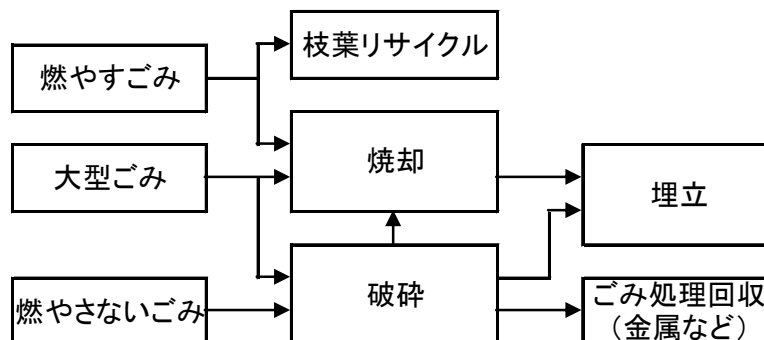 枝葉リサイクル
燃やすごみ
焼却
大型ごみ
埋立
破砕
燃やさないごみ
ごみ処理回収
（金属など）